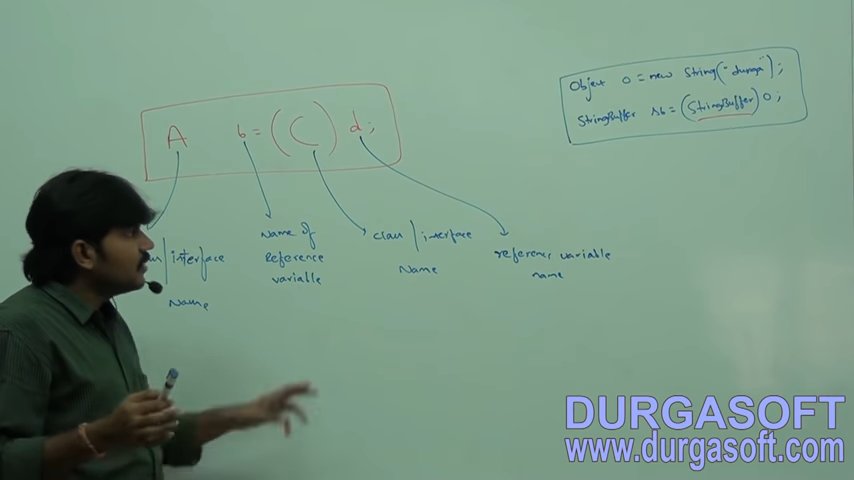 Object o = new String("durga");
StringBuffer sb = (StringBuffer) o;
A b = (C) d;
| interface
Name
Name of
Reference
variable
class | interface
Name
reference variable
name
DURGASOFT
www.durgasoft.com